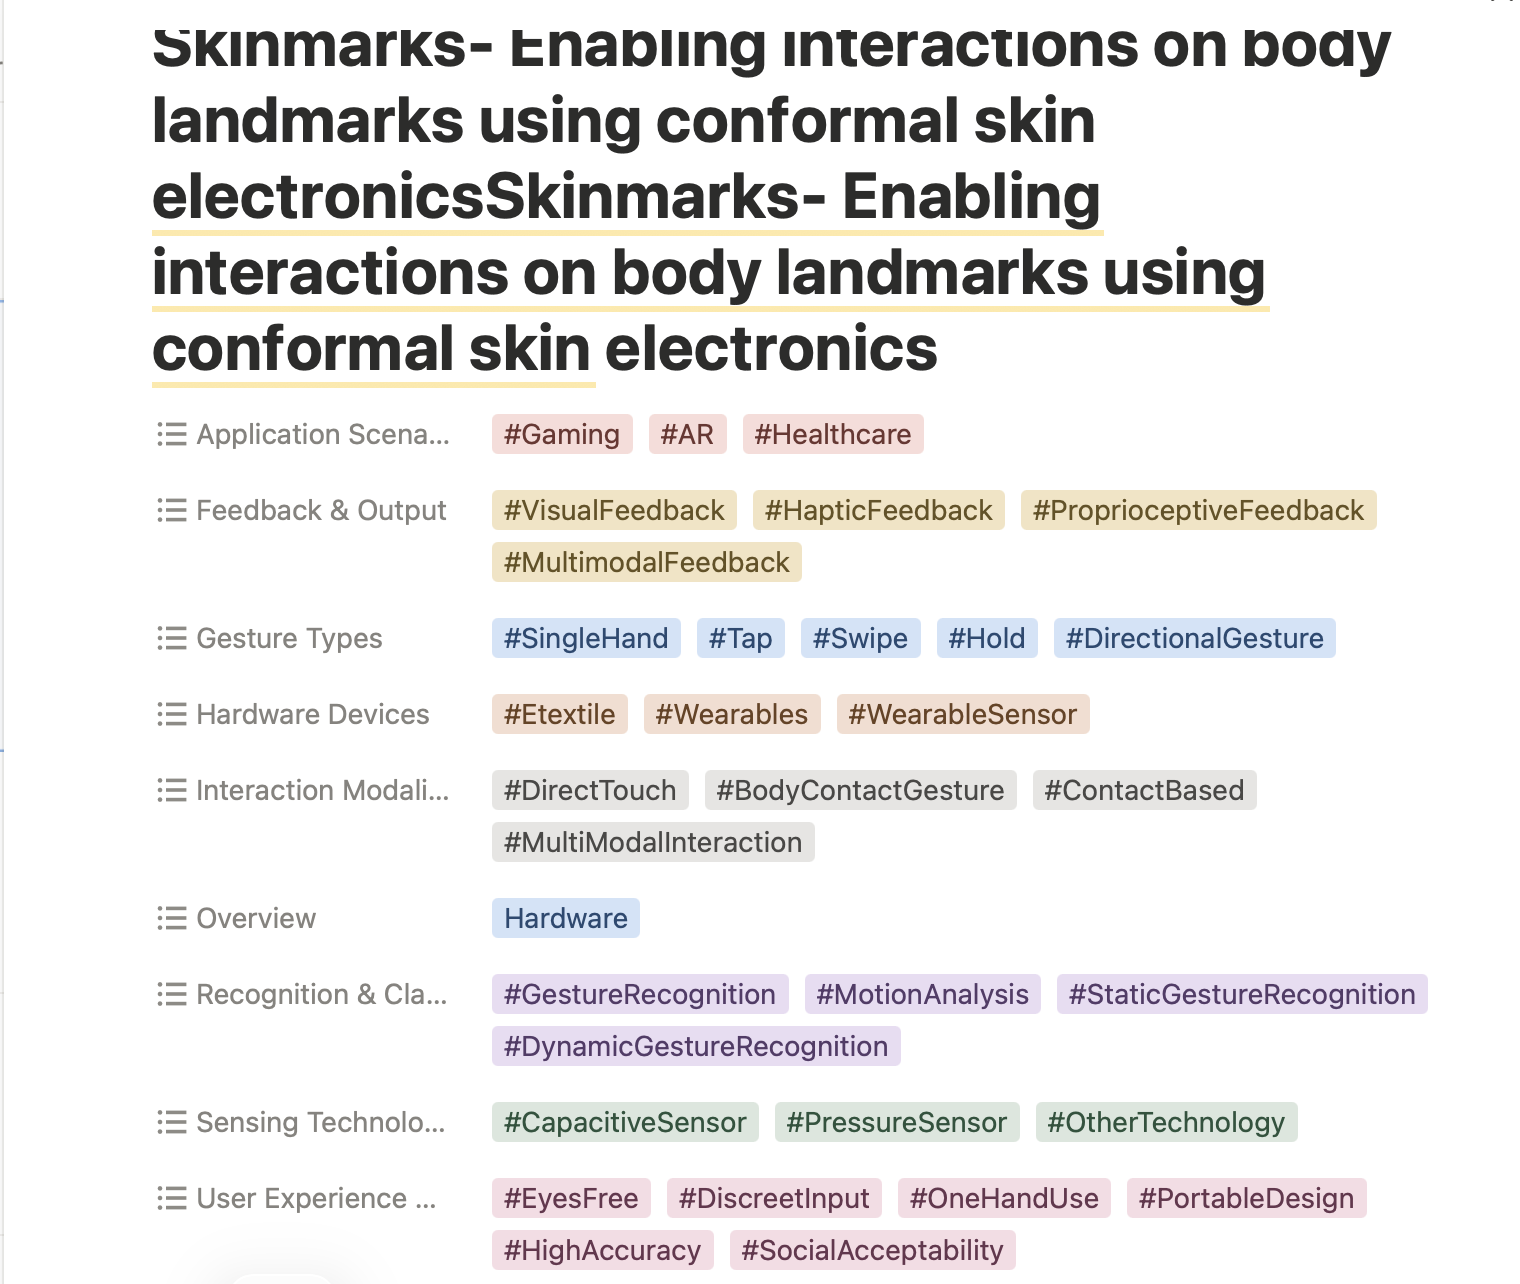 Skinmarks- Enabling interactions on body
landmarks using conformal skin
electronicsSkinmarks- Enabling
interactions on body landmarks using
conformal skin electronics
Application Scena... #Gaming #AR #Healthcare
Feedback & Output #VisualFeedback #HapticFeedback #ProprioceptiveFeedback
#MultimodalFeedback
Gesture Types #SingleHand #Tap #Swipe #Hold #DirectionalGesture
Hardware Devices #Etextile #Wearables #WearableSensor
Interaction Modali... #DirectTouch #BodyContactGesture #ContactBased
#MultiModalInteraction
Overview Hardware
Recognition & Cla... #GestureRecognition #MotionAnalysis #StaticGestureRecognition
#DynamicGestureRecognition
Sensing Technolo... #CapacitiveSensor #PressureSensor #OtherTechnology
User Experience ... #EyesFree #DiscreetInput #OneHandUse #PortableDesign
#HighAccuracy #SocialAcceptability